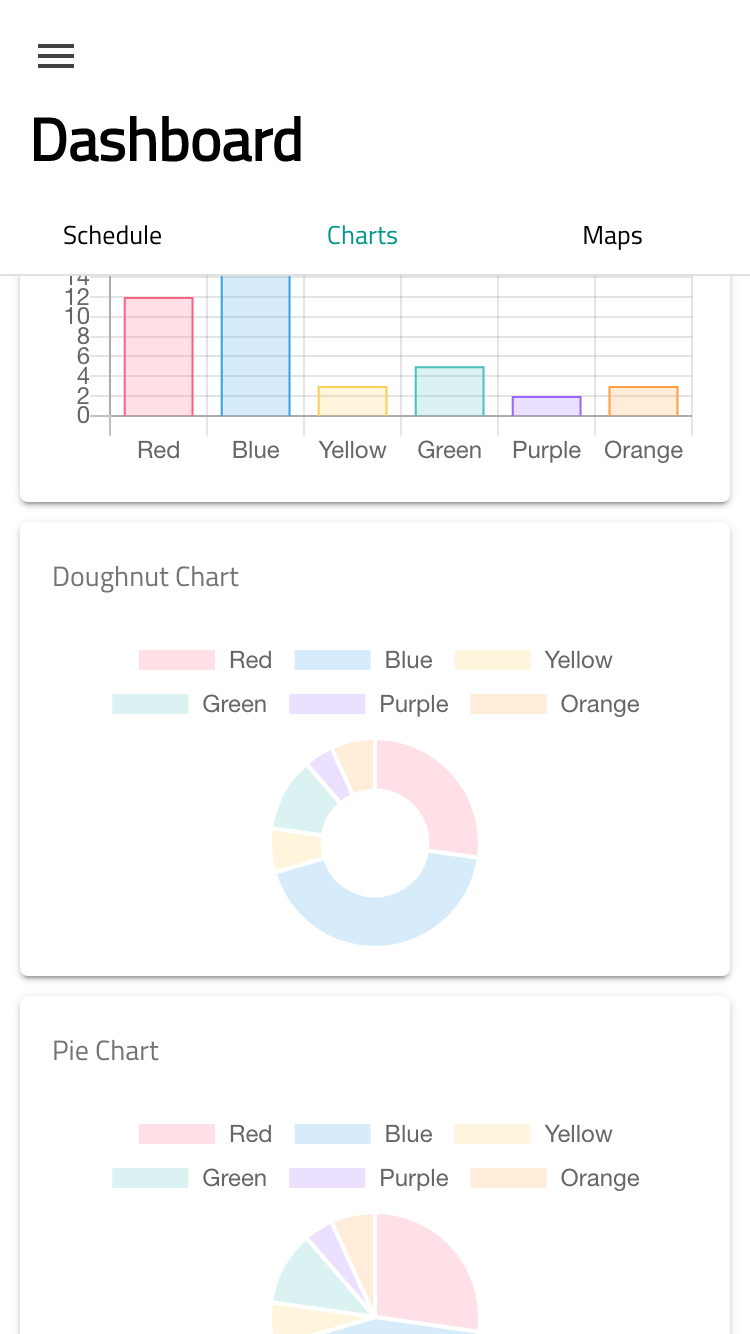 Dashboard
Schedule Charts Maps
14
12
10
8
6
4
2
0
Red Blue Yellow Green Purple Orange
Doughnut Chart
Red Blue Yellow
Green Purple Orange
Pie Chart
Red Blue Yellow
Green Purple Orange